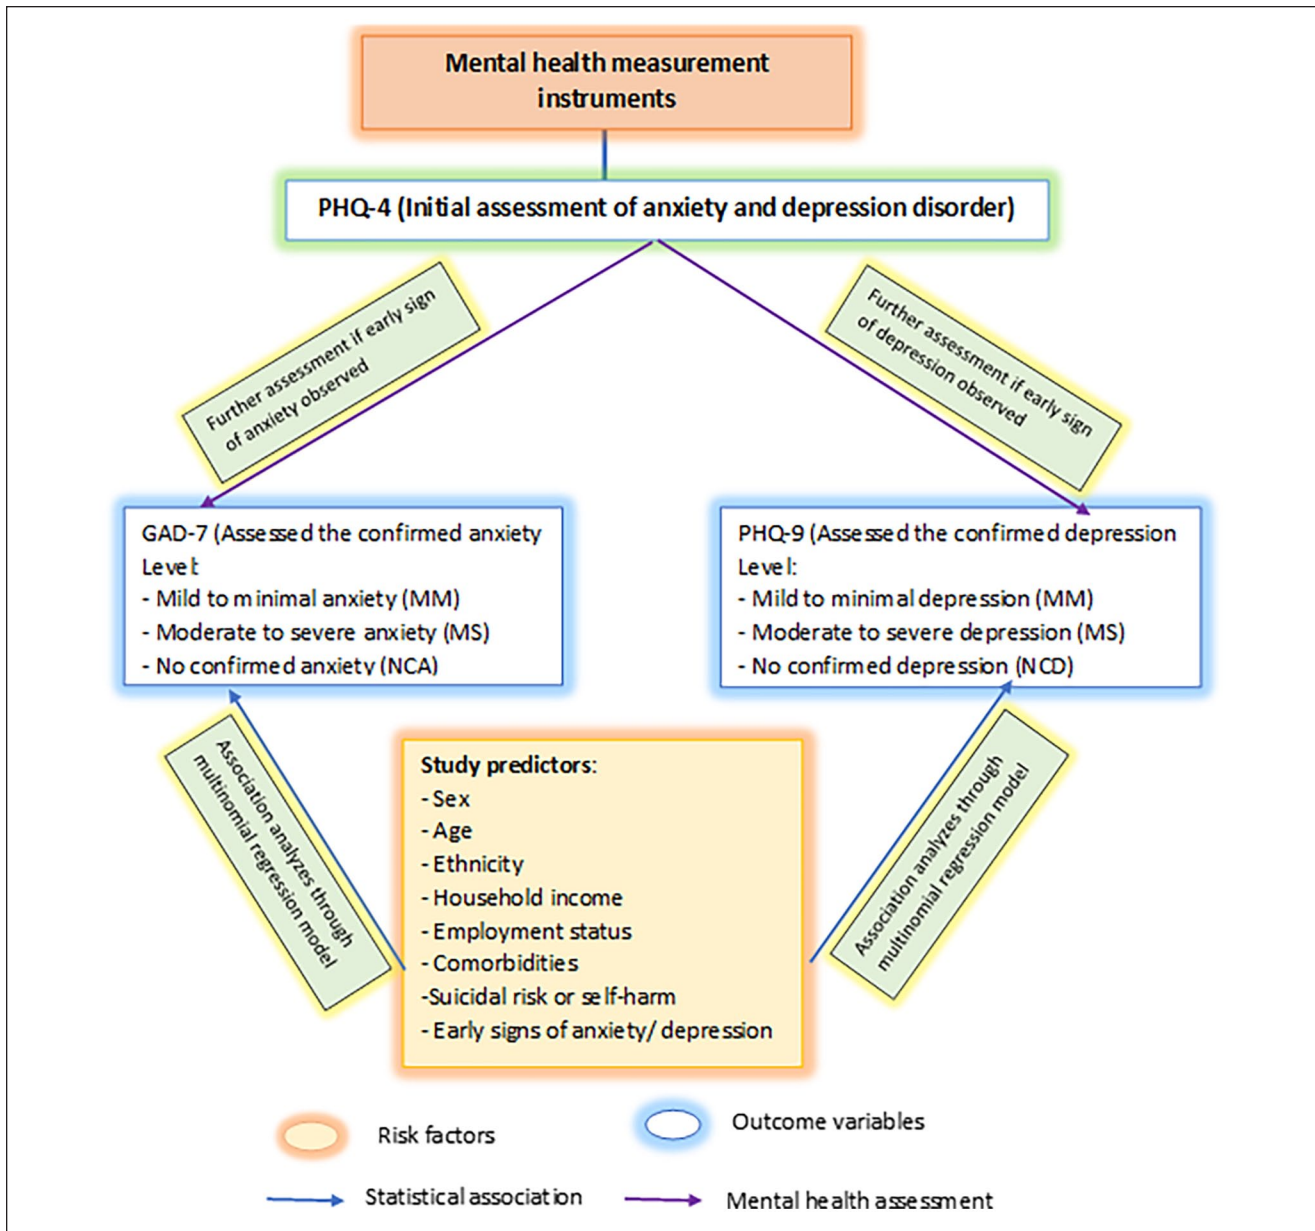 Mental health measurement
instruments
PHQ-4 (Initial assessment of anxiety and depression disorder)
Further assessment if early sign
of anxiety observed
Further assessment if early sign
of depression observed
GAD-7 (Assessed the confirmed anxiety
Level:
- Mild to minimal anxiety (MM)
- Moderate to severe anxiety (MS)
- No confirmed anxiety (NCA)
PHQ-9 (Assessed the confirmed depression
Level:
- Mild to minimal depression (MM)
- Moderate to severe depression (MS)
- No confirmed depression (NCD)
Association analyzes through
multinomial regression model
Study predictors:
- Sex
- Age
- Ethnicity
- Household income
- Employment status
- Comorbidities
-Suicidal risk or self-harm
- Early signs of anxiety/ depression
Association analyzes through
multinomial regression model
Risk factors
Outcome variables
Statistical association
Mental health assessment